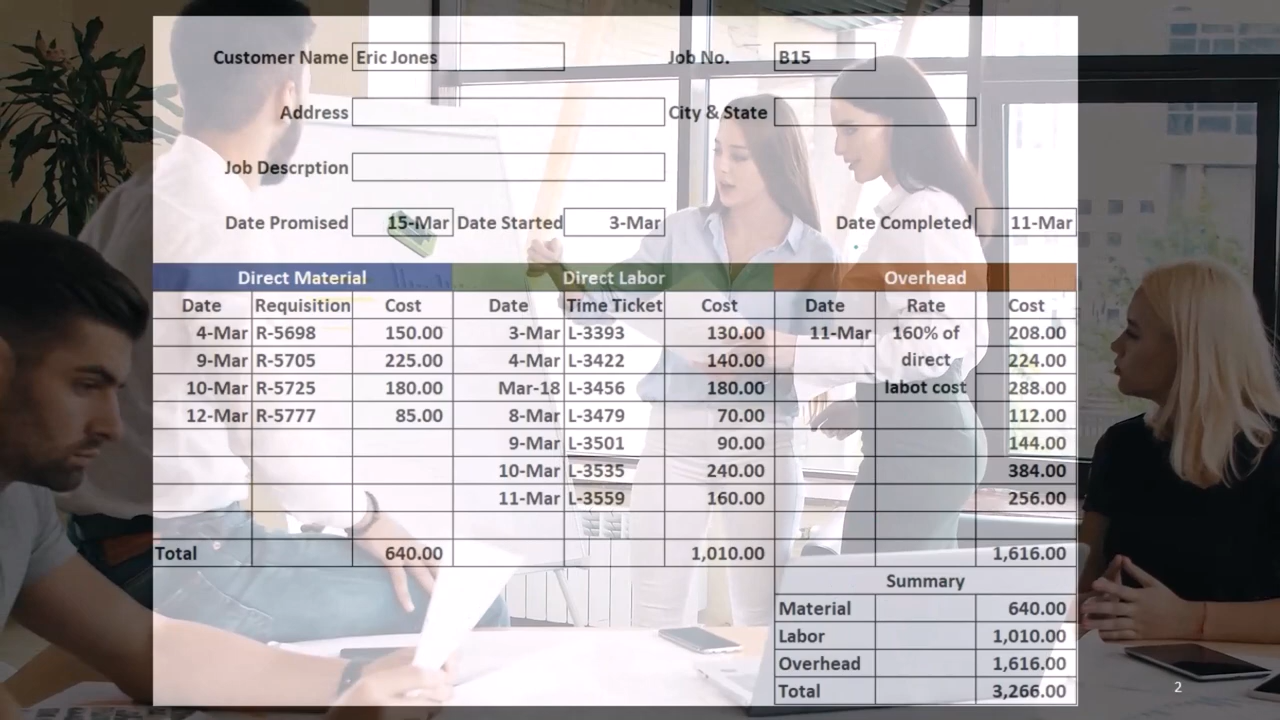 Customer Name Eric Jones Job No. B15
Address City & State
Job Descrption
Date Promised 15-Mar Date Started 3-Mar Date Completed 11-Mar
Direct Material Direct Labor Overhead
Date Requisition Cost Date Time Ticket Cost Date Rate Cost
4-Mar R-5698 150.00 3-Mar L-3393 130.00 11-Mar 160% of 208.00
9-Mar R-5705 225.00 4-Mar L-3422 140.00 direct 224.00
10-Mar R-5725 180.00 Mar-18 L-3456 180.00 labot cost 288.00
12-Mar R-5777 85.00 8-Mar L-3479 70.00 112.00
9-Mar L-3501 90.00 144.00
10-Mar L-3535 240.00 384.00
11-Mar L-3559 160.00 256.00
Total 640.00 1,010.00 1,616.00
Summary
Material 640.00
Labor 1,010.00
Overhead 1,616.00
Total 3,266.00
2